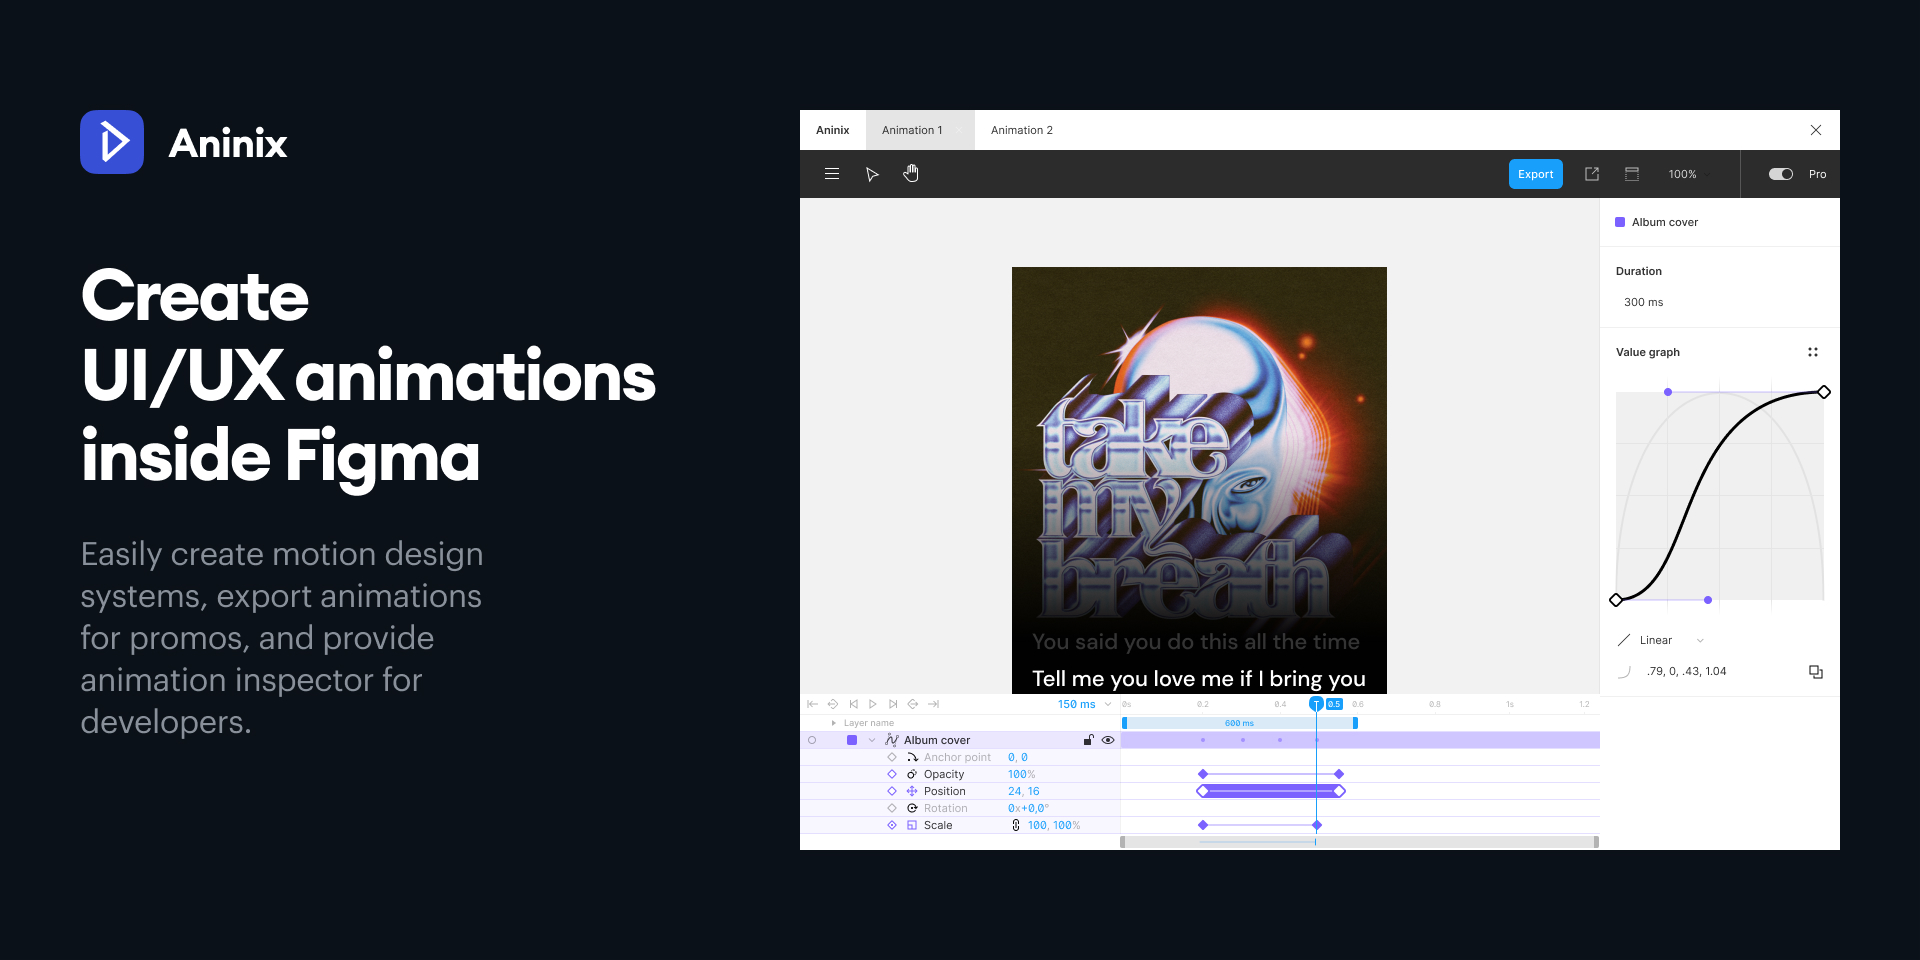 Aninix
Create
UI/UX animations
inside Figma
Easily create motion design
systems, export animations
for promos, and provide
animation inspector for
developers.
Aninix
Animation 1
Animation 2
Export
100%
Pro
take
my
breath
You said you do this all the time
Tell me you love me if I bring you
Album cover
Duration
300 ms
Value graph
Linear
.79, 0, .43, 1.04
150 ms
0s
0.2
0.4
0.5
0.6
0.8
1s
1.2
Layer name
600 ms
Album cover
Anchor point 0, 0
Opacity 100%
Position 24, 16
Rotation 0x+0,0°
Scale 100, 100%